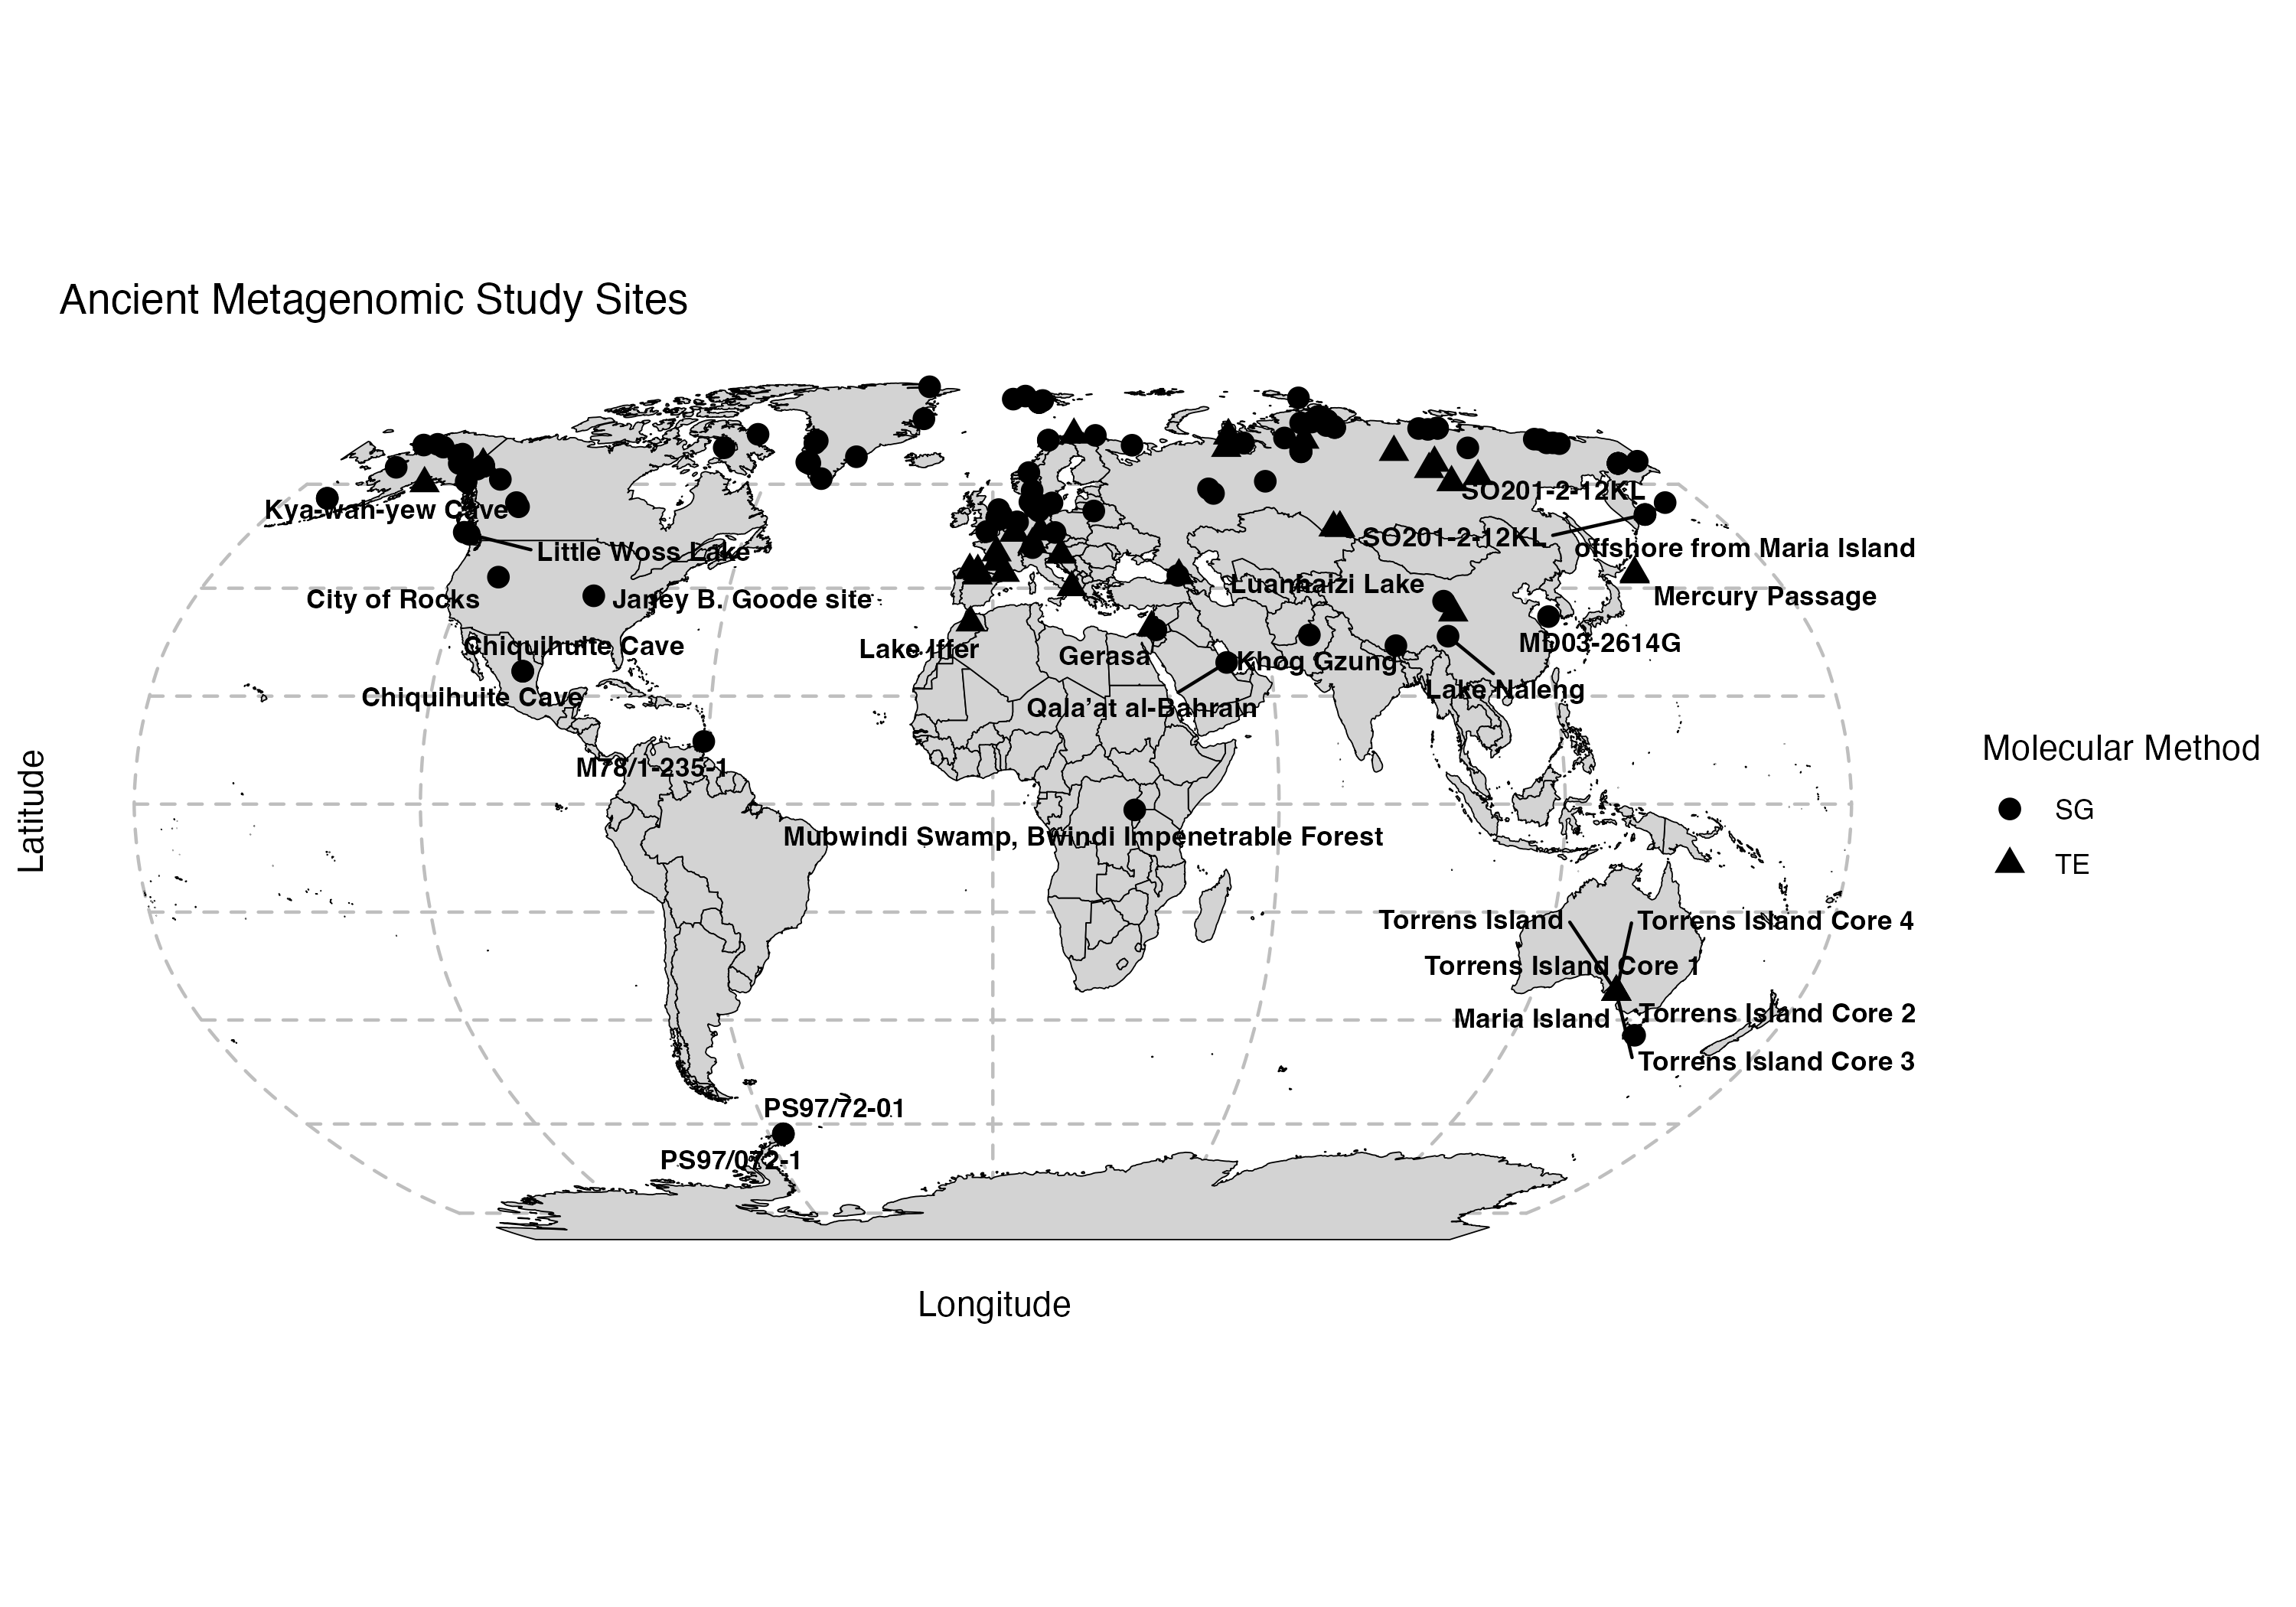 Ancient Metagenomic Study Sites
SO201-2-12KL
Kya-wah-yew Cave
SO201-2-12KL
offshore from Maria Island
Little Woss Lake
Luanhaizi Lake
Mercury Passage
City of Rocks
Janey B. Goode site
Chiquihuite Cave
Lake Iffer
Gerasa
Khog Gzung
MD03-2614G
Lake Naleng
Chiquihuite Cave
Qala’at al-Bahrain
M78/1-235-1
Mubwindi Swamp, Bwindi Impenetrable Forest
Latitude
Molecular Method
SG
TE
Torrens Island
Torrens Island Core 4
Torrens Island Core 1
Torrens Island Core 2
Maria Island
Torrens Island Core 3
PS97/72-01
PS97/072-1
Longitude